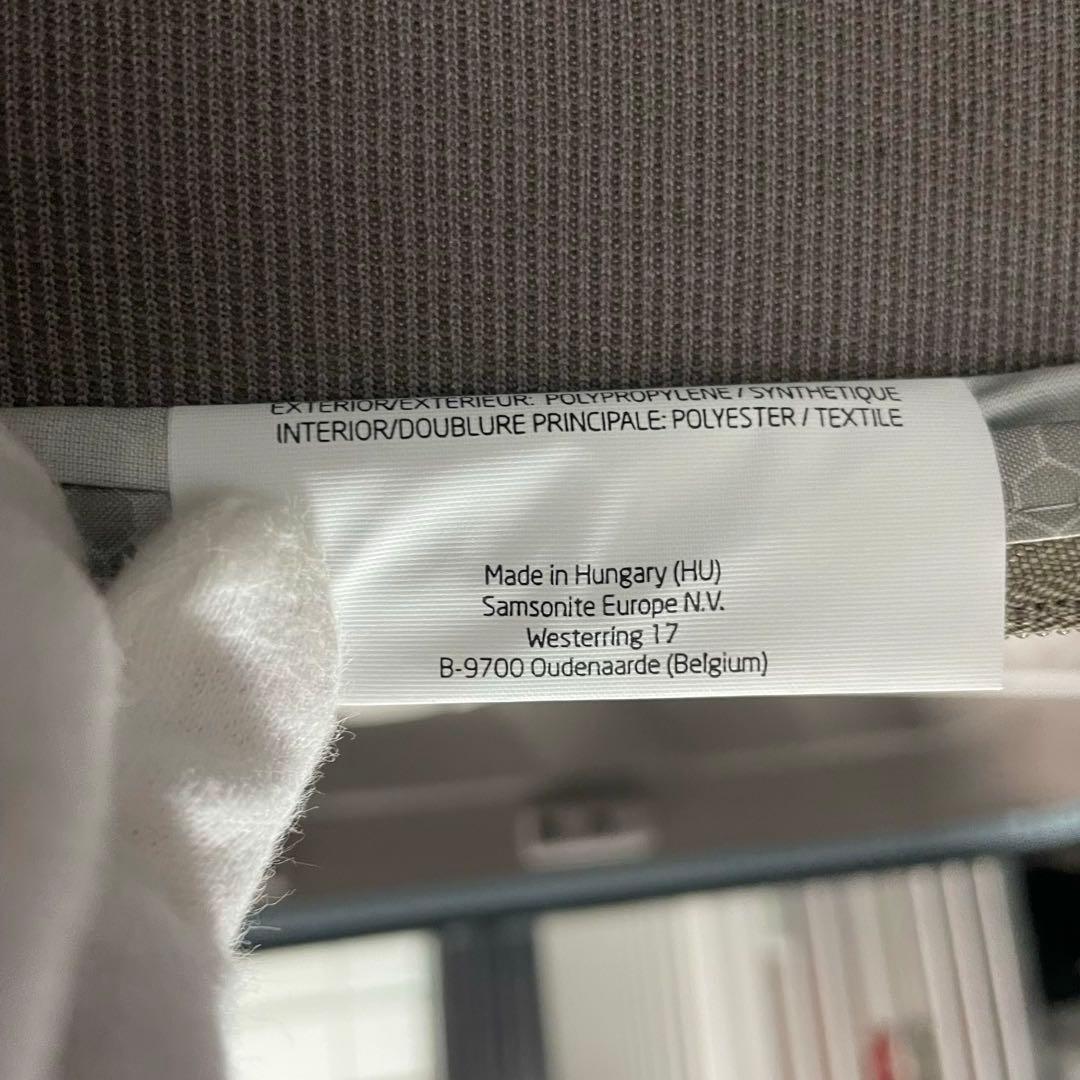 EXTERIOR/EXTERIEUR: POLYPROPYLENE / SYNTHETIQUE
INTERIOR/DOUBLURE PRINCIPALE: POLYESTER / TEXTILE
Made in Hungary (HU)
Samsonite Europe N.V.
Westerring 17
B-9700 Oudenaarde (Belgium)